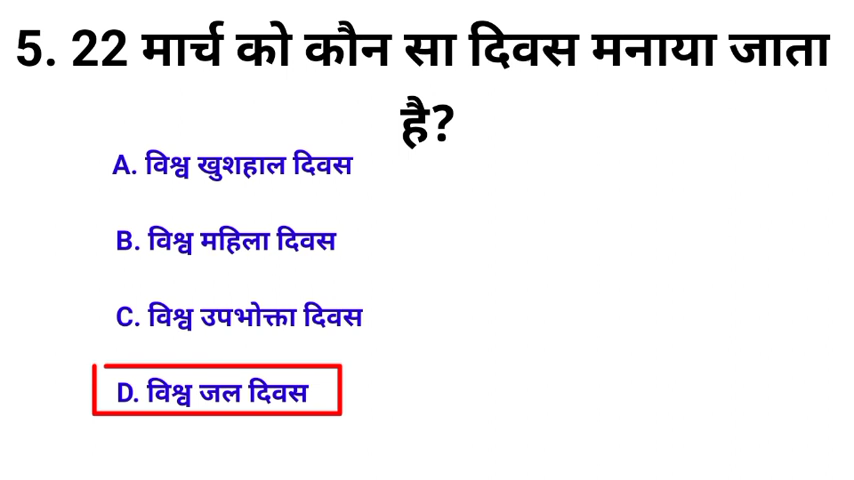 5. 22 मार्च को कौन सा दिवस मनाया जाता
है?
A. विश्व खुशहाल दिवस
B. विश्व महिला दिवस
C. विश्व उपभोक्ता दिवस
D. विश्व जल दिवस